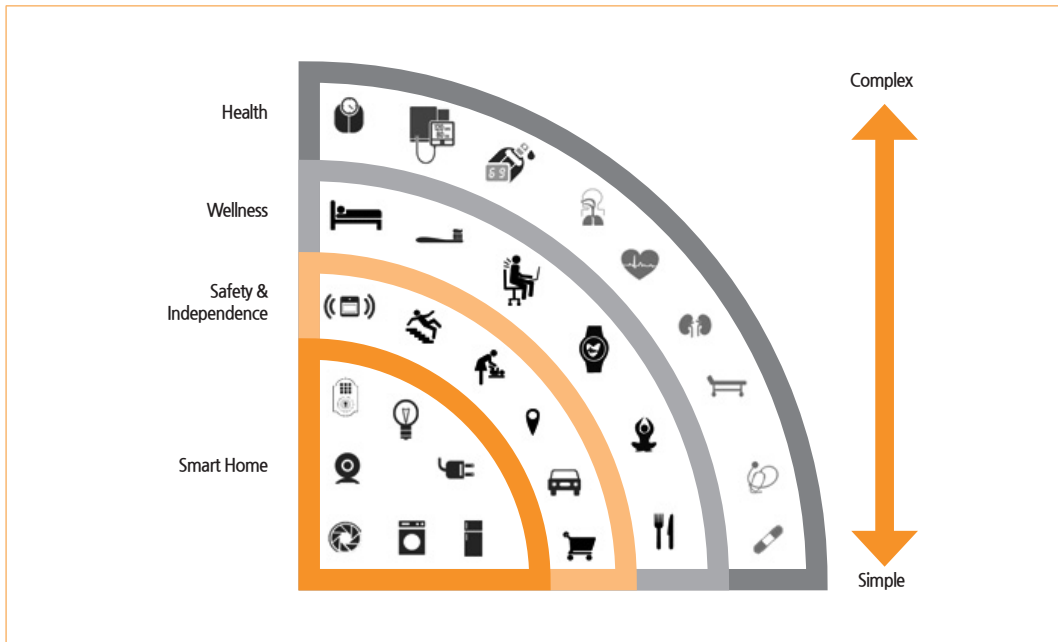 Complex
Health
Wellness
Safety &
Independence
Smart Home
Simple